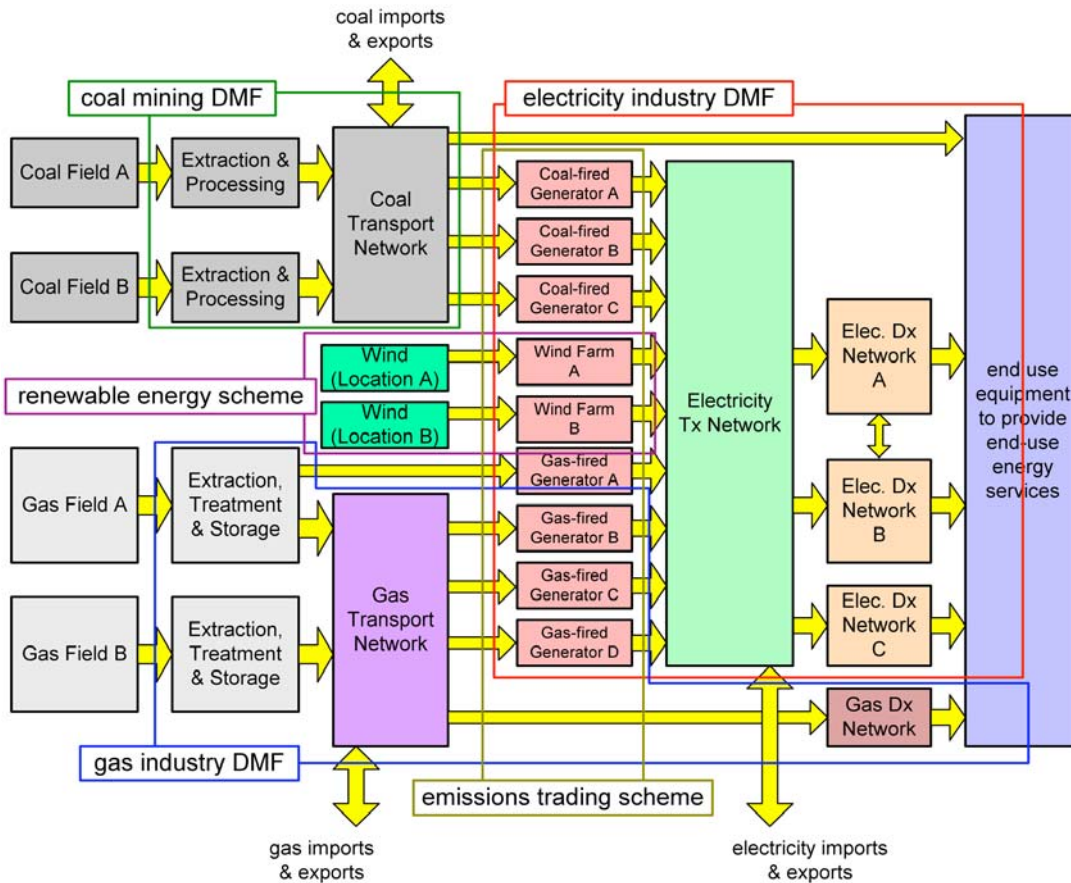 coal imports
& exports
coal mining DMF
electricity industry DMF
Coal Field A
Extraction &
Processing
Coal
Transport
Network
Coal-fired
Generator A
Coal-fired
Generator B
Coal Field B
Extraction &
Processing
Coal-fired
Generator C
Wind
(Location A)
Wind Farm
A
renewable energy scheme
Wind
(Location B)
Wind Farm
B
Electricity
Tx Network
Elec. Dx
Network
A
end use
equipment
to provide
end-use
energy
services
Gas Field A
Extraction,
Treatment
& Storage
Gas-fired
Generator A
Gas-fired
Generator B
Elec. Dx
Network
B
Gas
Transport
Network
Gas-fired
Generator C
Gas Field B
Extraction,
Treatment
& Storage
Gas-fired
Generator D
Elec. Dx
Network
C
Gas Dx
Network
gas industry DMF
emissions trading scheme
gas imports
& exports
electricity imports
& exports